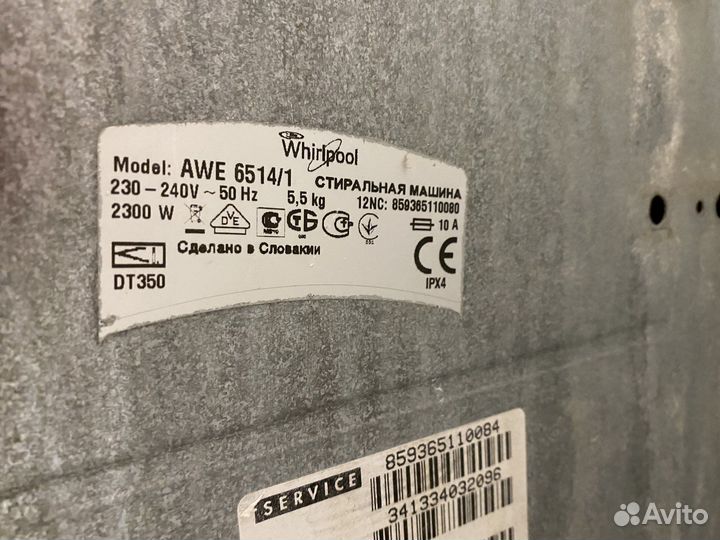 Whirlpool
Model: AWE 6514/1
СТИРАЛЬНАЯ МАШИНА
230-240V ~ 50 Hz 5,5 kg 12NC: 859365110080
2300 W 10 A
Сделано в Словакии
DT350 IPX4
SERVICE
859365110084
341334032096
Avito